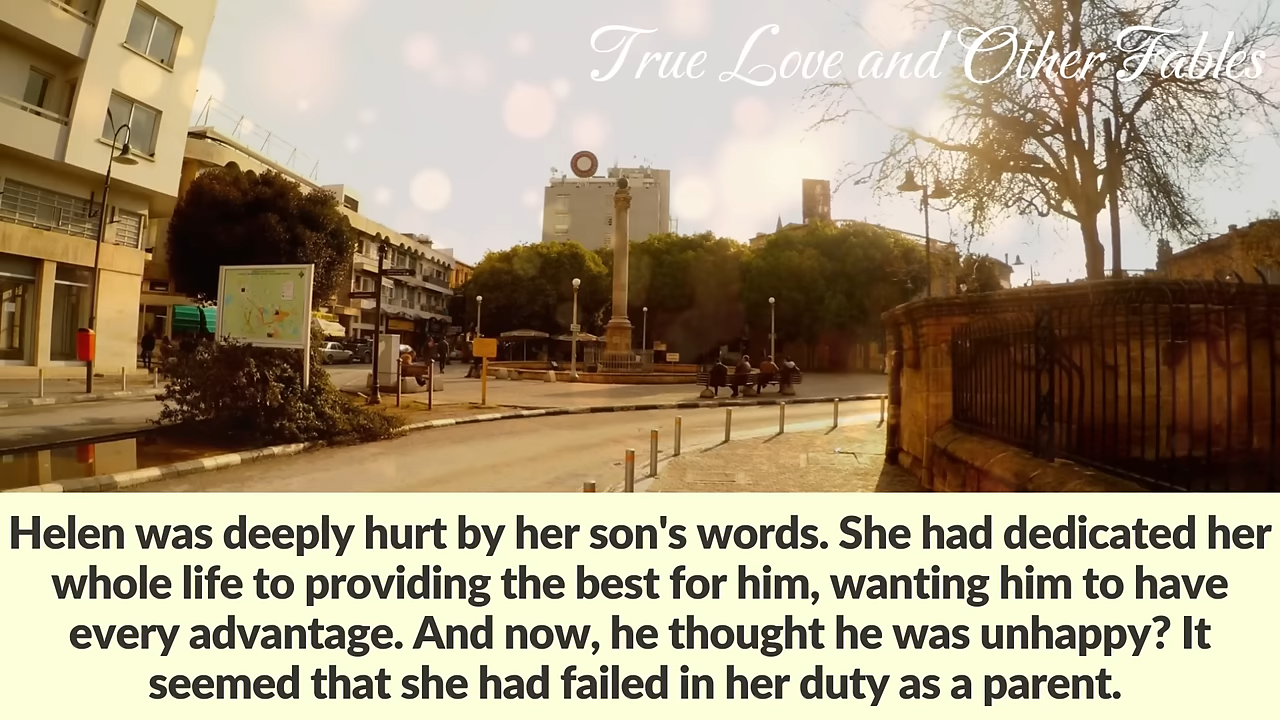 True Love and Other Fables
Helen was deeply hurt by her son's words. She had dedicated her
whole life to providing the best for him, wanting him to have
every advantage. And now, he thought he was unhappy? It
seemed that she had failed in her duty as a parent.